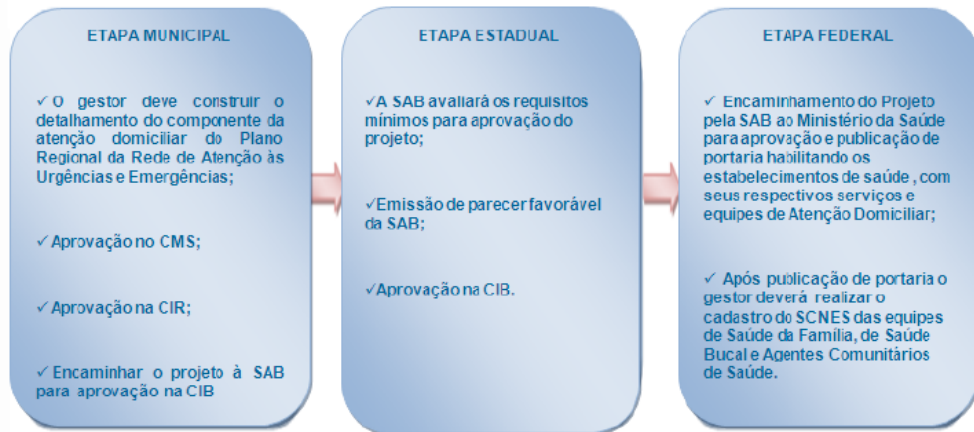 ETAPA MUNICIPAL
✓ O gestor deve construir o
detalhamento do componente da
atenção domiciliar do Plano
Regional da Rede de Atenção às
Urgências e Emergências;
✓ Aprovação no CMS;
✓ Aprovação na CIR;
✓ Encaminhar o projeto à SAB
para aprovação na CIB
ETAPA ESTADUAL
✓A SAB avaliará os requisitos
mínimos para aprovação do
projeto;
✓Emissão de parecer favorável
da SAB;
✓Aprovação na CIB.
ETAPA FEDERAL
✓ Encaminhamento do Projeto
pela SAB ao Ministério da Saúde
para aprovação e publicação de
portaria habilitando os
estabelecimentos de saúde , com
seus respectivos serviços e
equipes de Atenção Domiciliar;
✓ Após publicação de portaria o
gestor deverá realizar o
cadastro do SCNES das equipes
de Saúde da Família, de Saúde
Bucal e Agentes Comunitários
de Saúde.